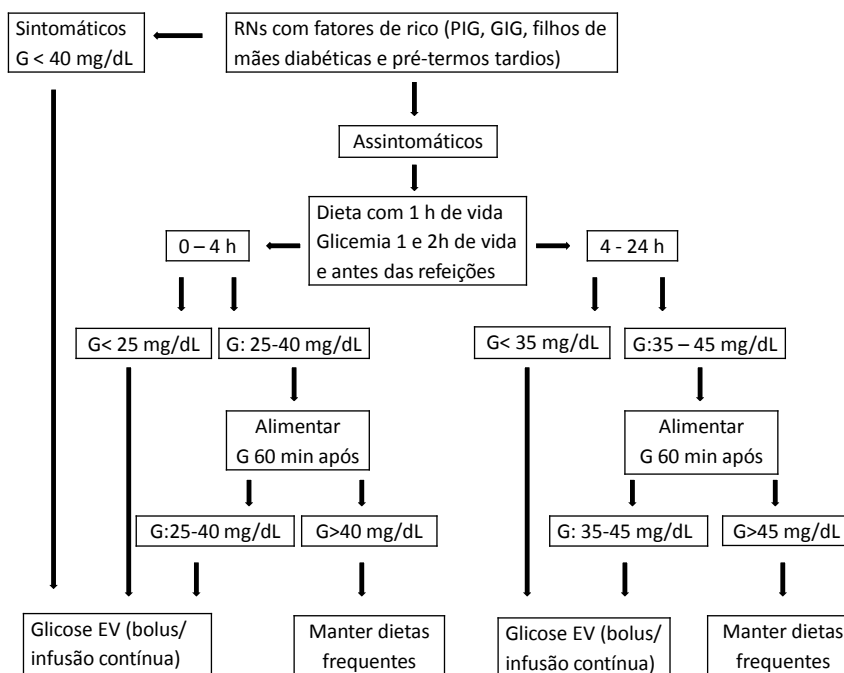 Sintomáticos
G < 40 mg/dL
RNs com fatores de rico (PIG, GIG, filhos de
mães diabéticas e pré-termos tardios)
Assintomáticos
Dieta com 1 h de vida
Glicemia 1 e 2h de vida
e antes das refeições
0 – 4 h
4 - 24 h
G< 25 mg/dL
G: 25-40 mg/dL
G< 35 mg/dL
G:35 – 45 mg/dL
Alimentar
G 60 min após
Alimentar
G 60 min após
G:25-40 mg/dL
G>40 mg/dL
G: 35-45 mg/dL
G>45 mg/dL
Glicose EV (bolus/
infusão contínua)
Manter dietas
frequentes
Glicose EV (bolus/
infusão contínua)
Manter dietas
frequentes